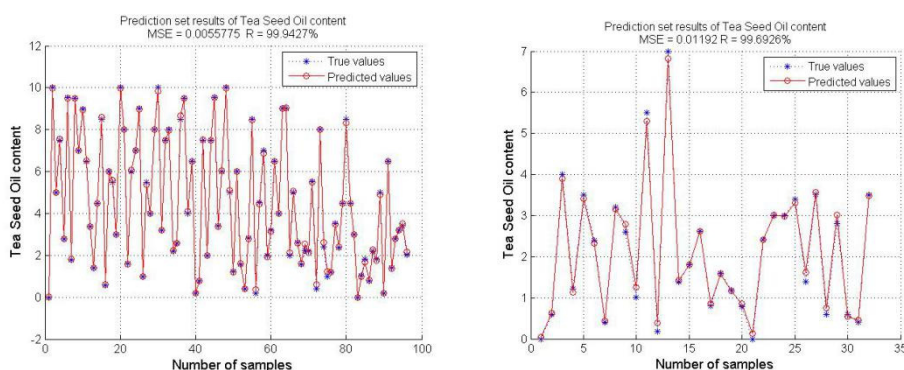 Prediction set results of Tea Seed Oil content
MSE = 0.0055775 R = 99.9427%
12
10
8
6
4
2
0
-2
Tea Seed Oil content
True values
Predicted values
0
20
40
60
80
100
Number of samples
Prediction set results of Tea Seed Oil content
MSE = 0.01192 R = 99.6926%
7
6
5
4
3
2
1
0
Tea Seed Oil content
True values
Predicted values
0
5
10
15
20
25
30
35
Number of samples